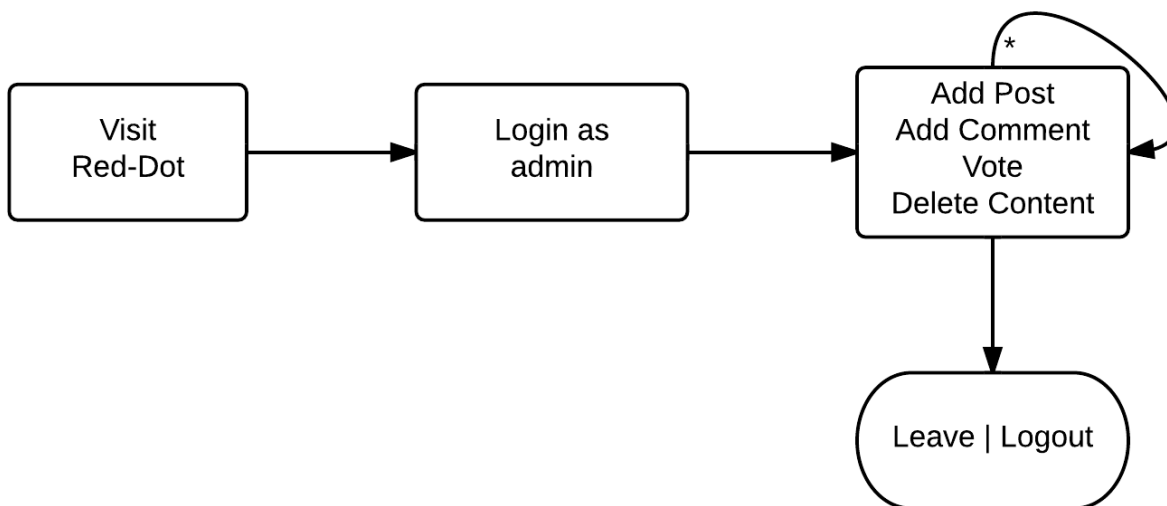 Visit
Red-Dot
Login as
admin
*
Add Post
Add Comment
Vote
Delete Content
Leave | Logout